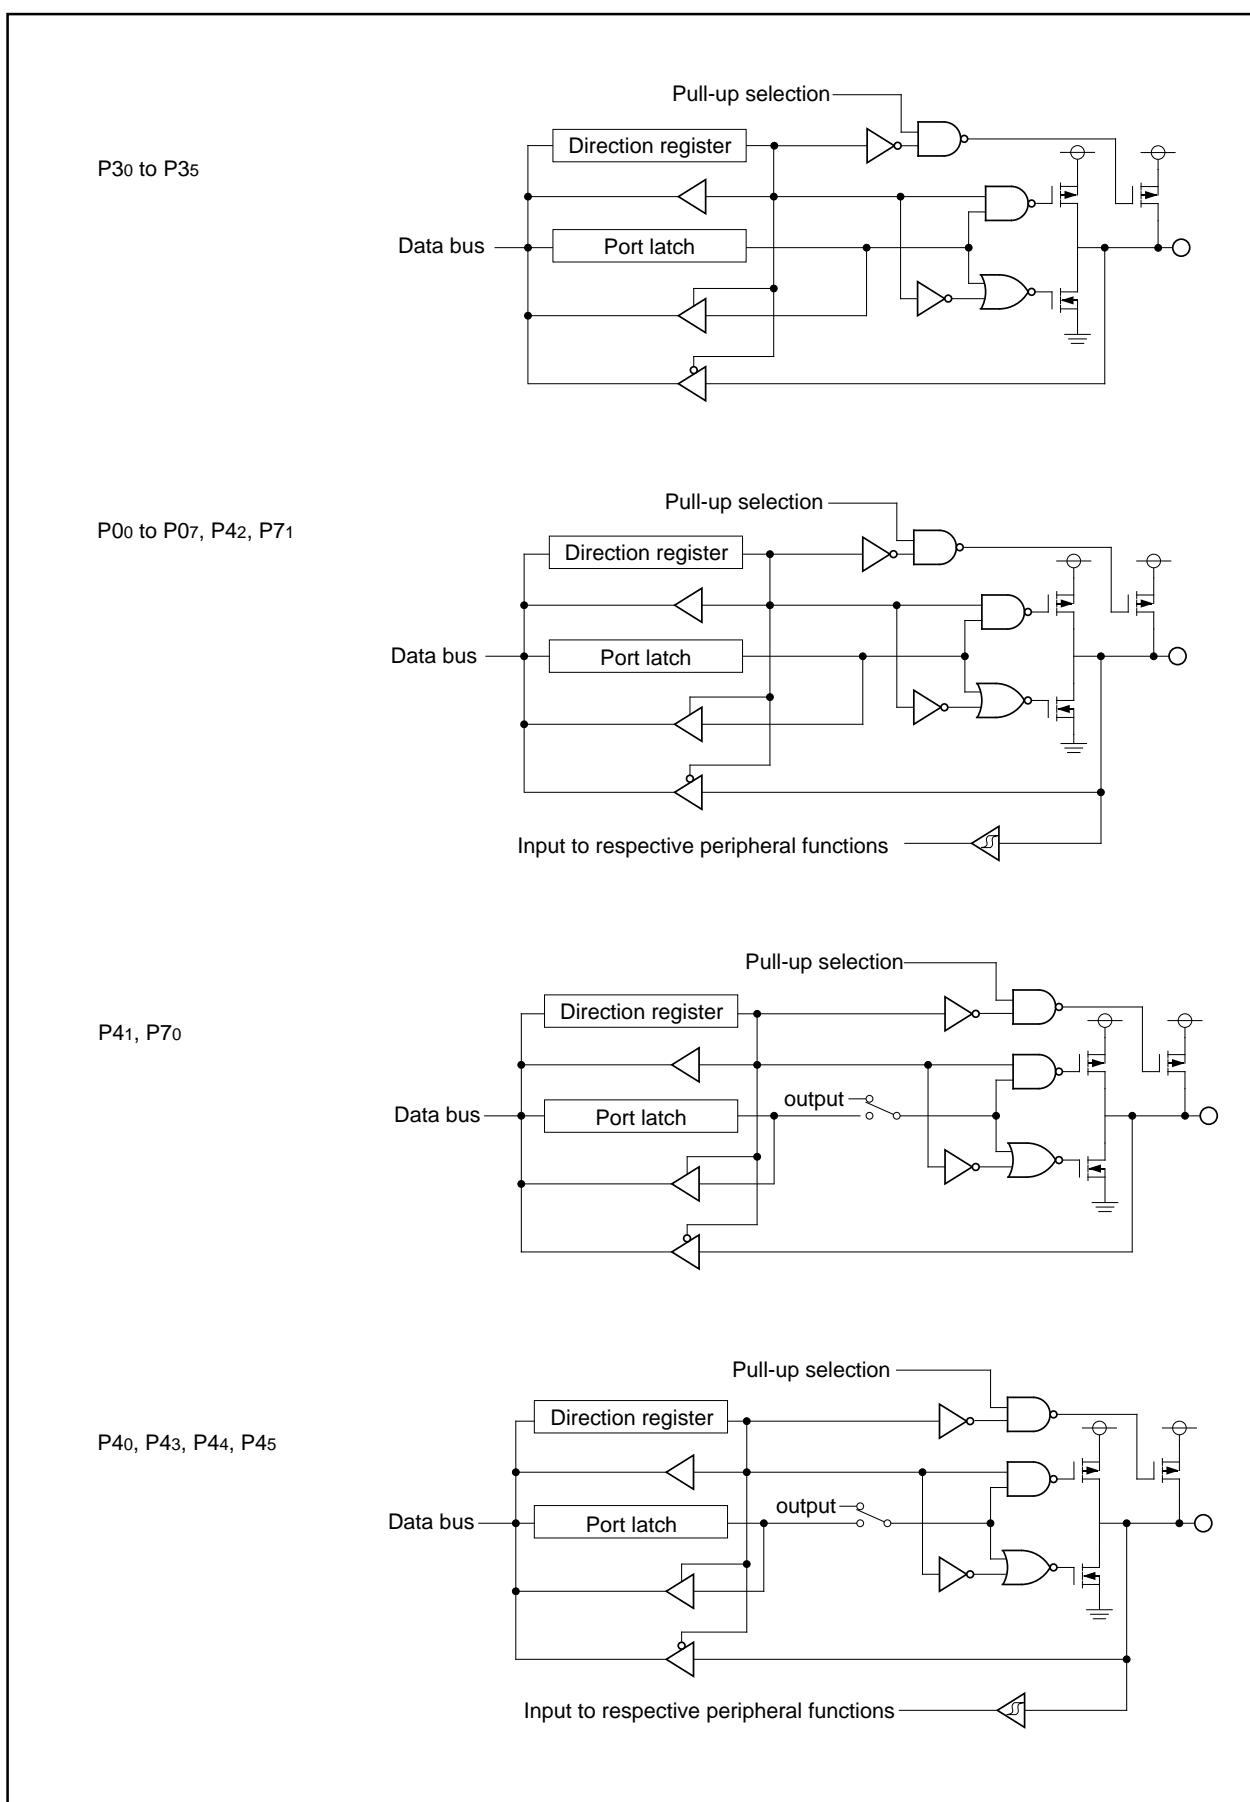 Pull-up selection
Direction register
P30 to P35
Data bus
Port latch
Pull-up selection
P00 to P07, P42, P71
Direction register
Data bus
Port latch
Input to respective peripheral functions
Pull-up selection
Direction register
P41, P70
output
Data bus
Port latch
Pull-up selection
Direction register
P40, P43, P44, P45
output
Data bus
Port latch
Input to respective peripheral functions